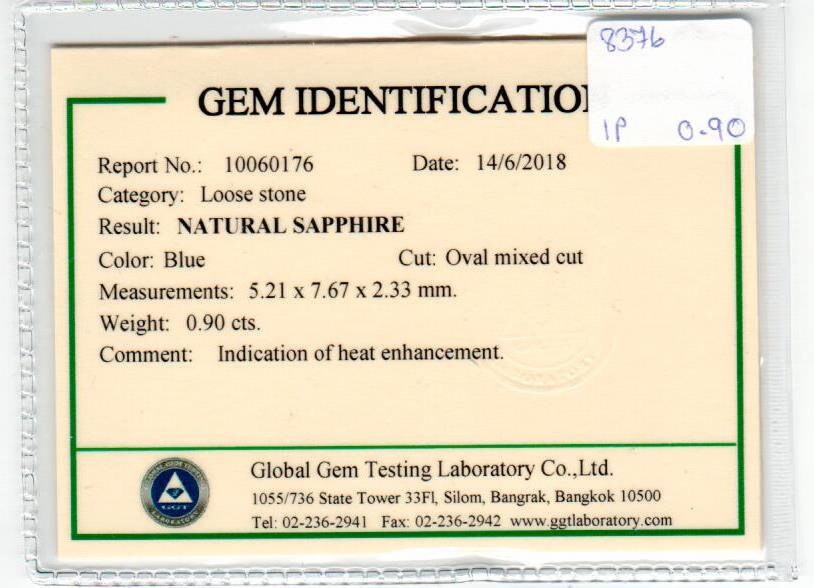 8376
1P 0.90
GEM IDENTIFICATIO
Report No.: 10060176 Date: 14/6/2018
Category: Loose stone
Result: NATURAL SAPPHIRE
Color: Blue Cut: Oval mixed cut
Measurements: 5.21 x 7.67 x 2.33 mm.
Weight: 0.90 cts.
Comment: Indication of heat enhancement.
Global Gem Testing Laboratory Co.,Ltd.
1055/736 State Tower 33Fl, Silom, Bangrak, Bangkok 10500
Tel: 02-236-2941 Fax: 02-236-2942 www.ggtlaboratory.com
GGT
LABORATORY